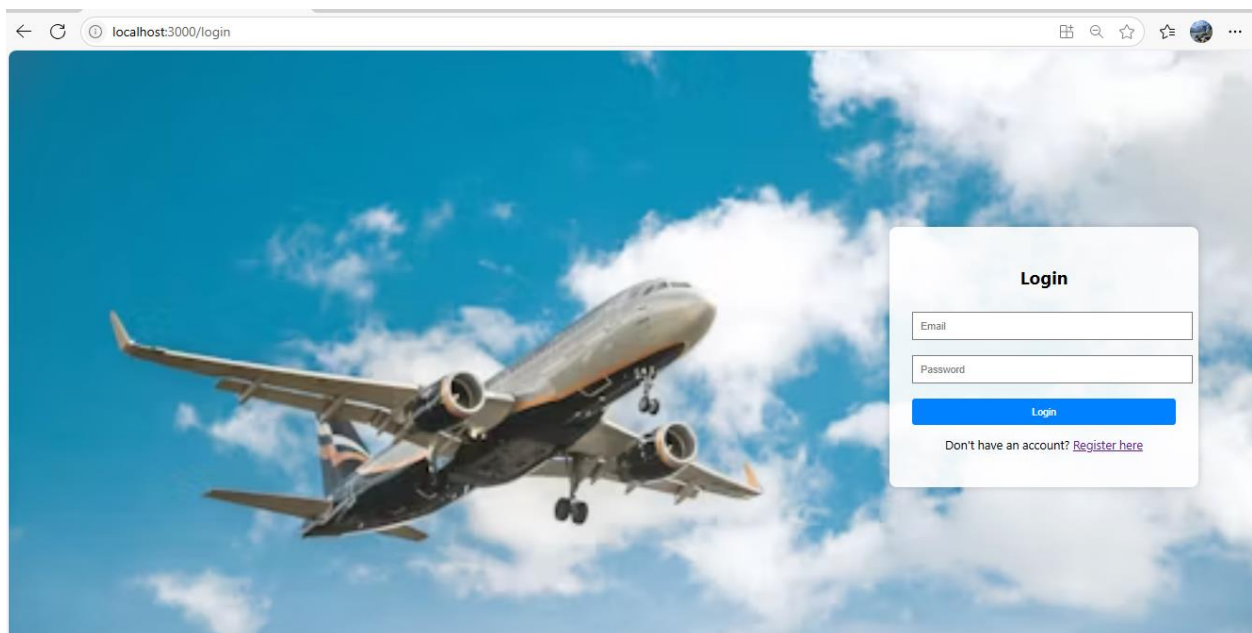 localhost:3000/login
Login
Email
Password
Login
Don't have an account? Register here